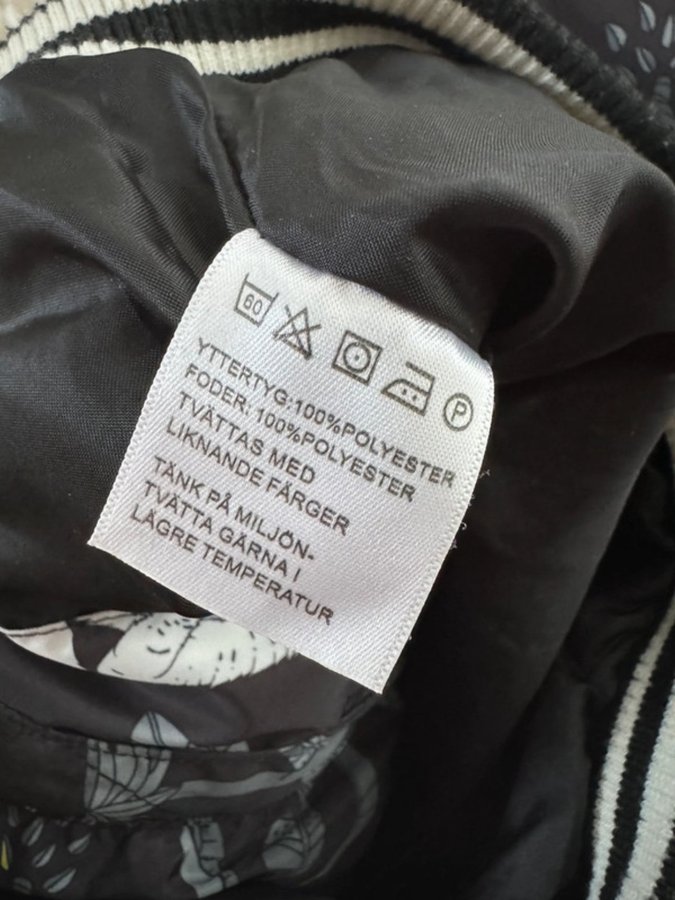 60 P
YTTERTYG:100%POLYESTER
FODER: 100%POLYESTER
TVÄTTAS MED
LIKNANDE FÄRGER
TÄNK PÅ MILJÖN-
TVÄTTA GÄRNA I
LÄGRE TEMPERATUR